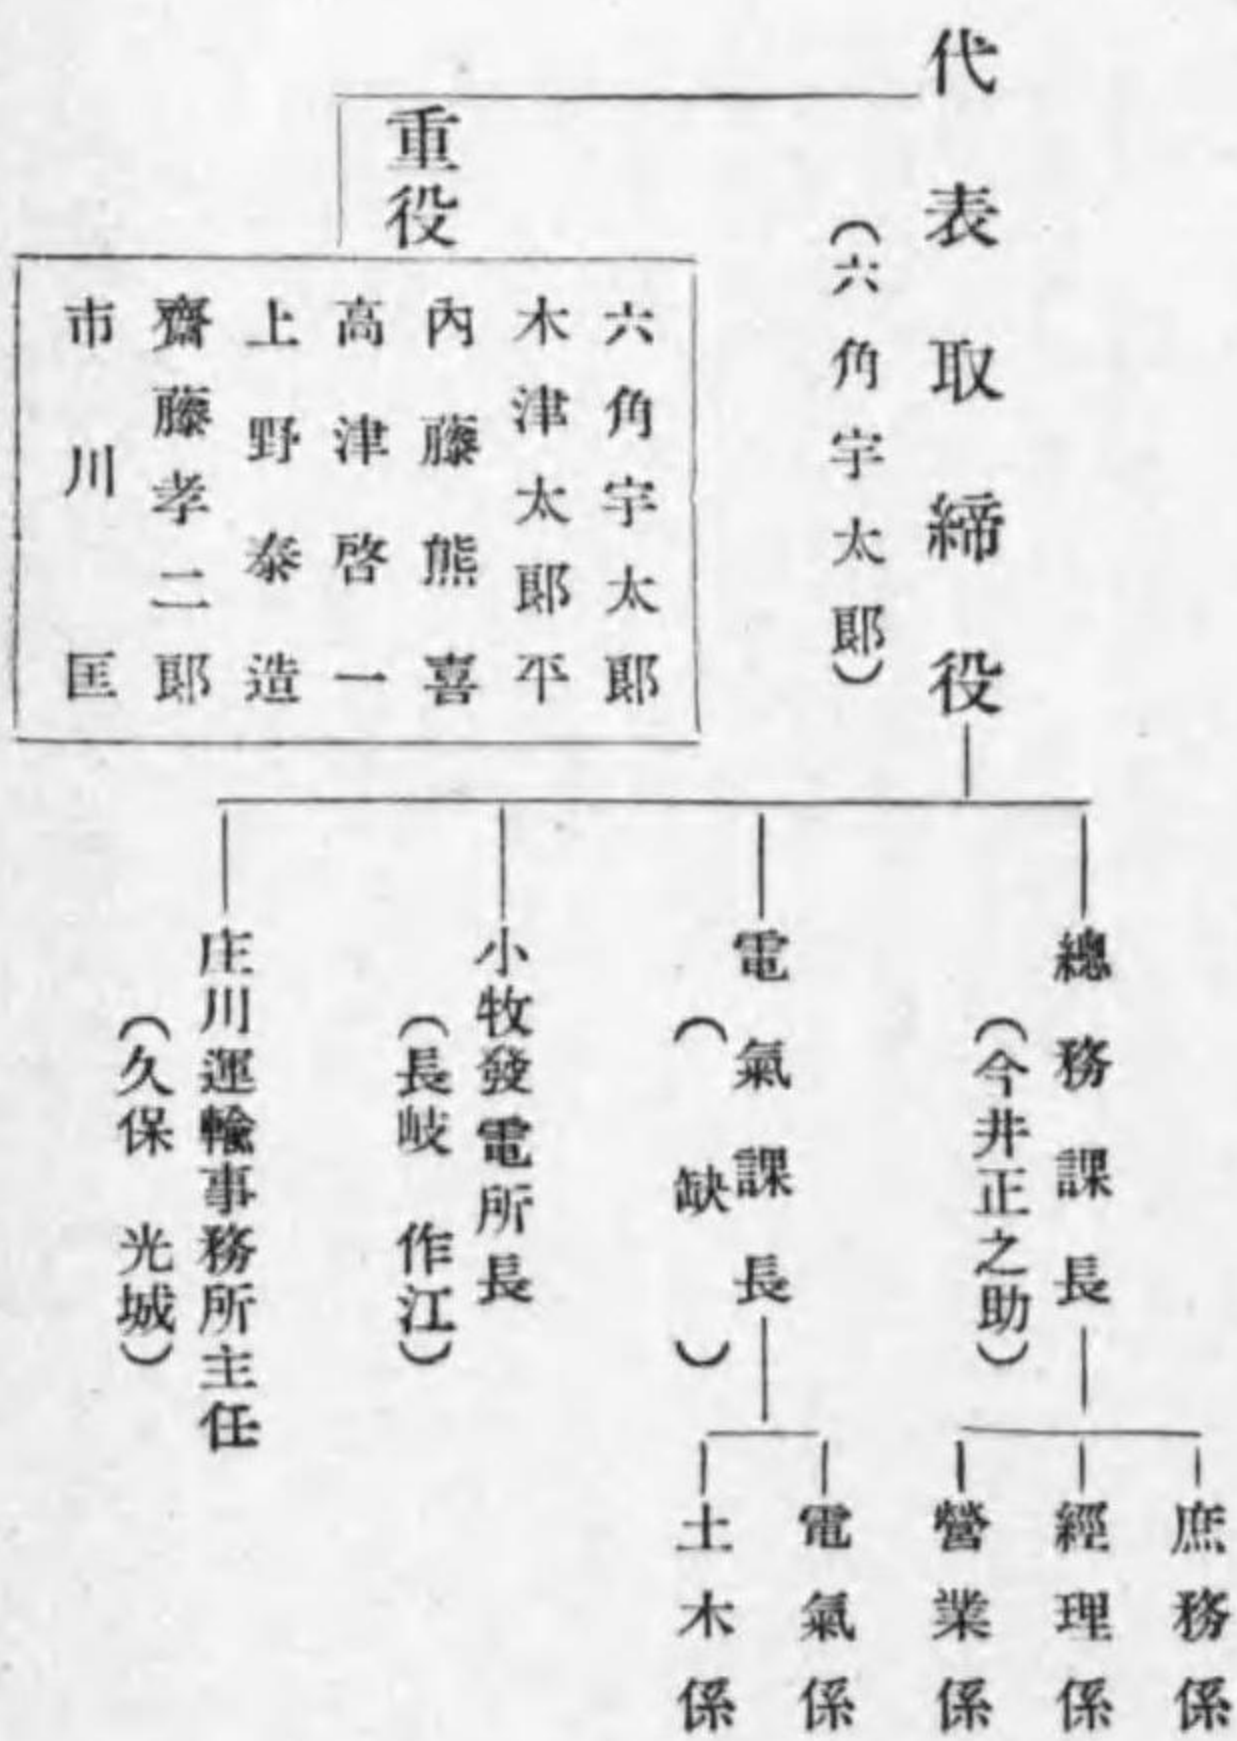 代表取締役
（六角宇太郎）
重役
六角宇太郎
木津太郎平
內藤熊喜
高津啓一
上野泰造
齋藤孝二郎
市川匡
總務課長
（今井正之助）
庶務係
經理係
營業係
電氣課長
（缺）
電氣係
土木係
小牧發電所長
（長岐 作江）
庄川運輸事務所主任
（久保 光城）